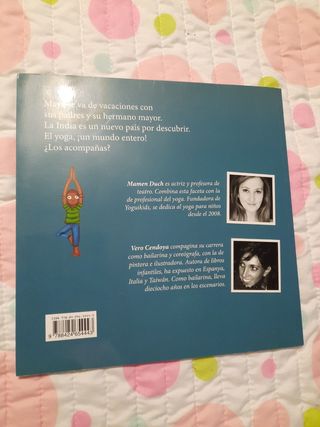 Maya se va de vacaciones con
sus padres y su hermano mayor.
La India es un nuevo país por descubrir.
El yoga, ¡un mundo entero!
¿Los acompañas?
Mamen Duch es actriz y profesora de
teatro. Combina esta faceta con la
de profesional del yoga. Fundadora de
Yoguikids, se dedica al yoga para niños
desde el 2008.
Vero Cendoya compagina su carrera
como bailarina y coreógrafa, con la de
pintora e ilustradora. Autora de libros
infantiles, ha expuesto en Espanya,
Italia y Taiwán. Como bailarina, lleva
dieciocho años en los escenarios.
9 788424 654443